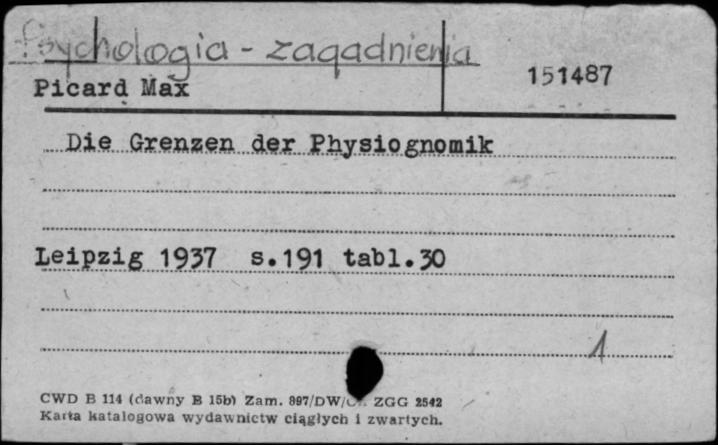 Psychologia - zagadnienia
Picard Max 151487
Die Grenzen der Physiognomik
Leipzig 1937 s.191 tabl.30
1
CWD B 114 (dawny B 15b) Zam. 897/DW/ ZGG 2542
Karta katalogowa wydawnictw ciągłych i zwartych.